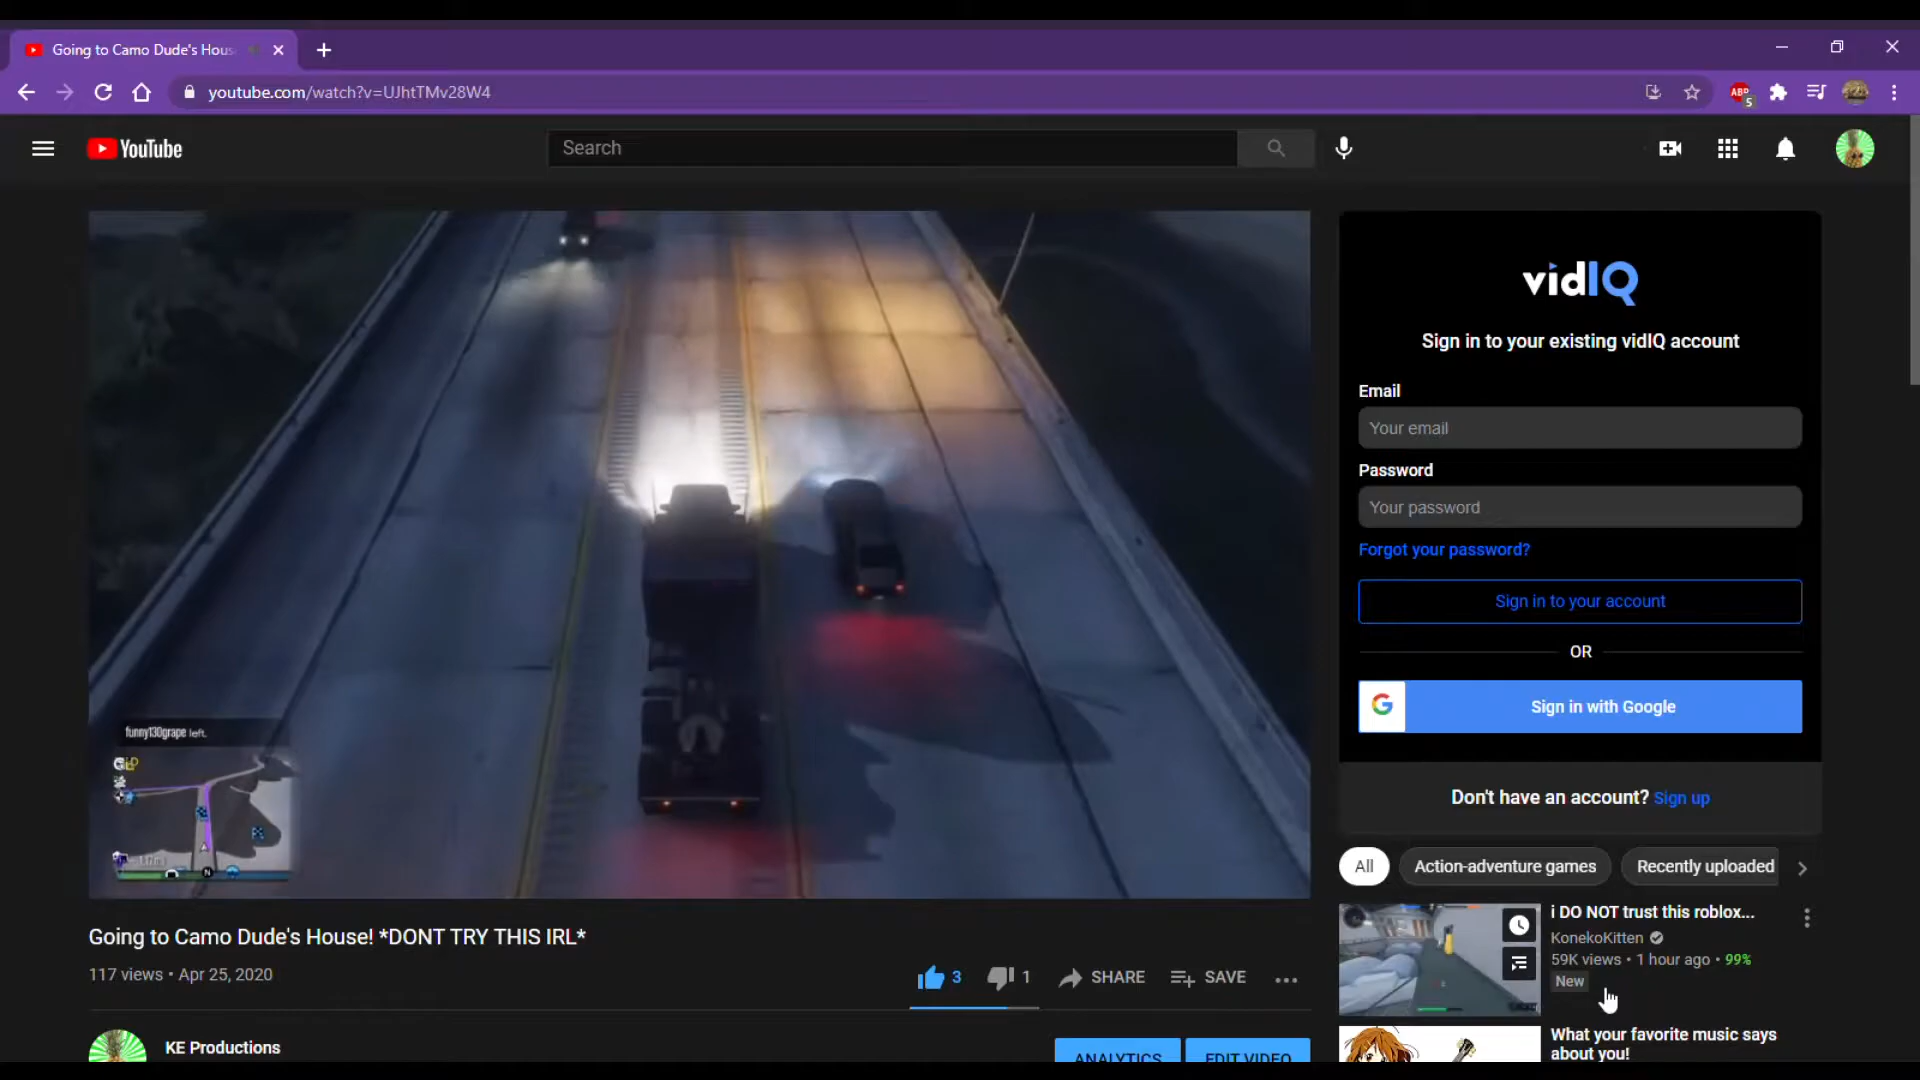 Going to Camo Dude's Hous
youtube.com/watch?v=UJhtTMv28W4
ABP
5
YouTube
Search
vidIQ
Sign in to your existing vidIQ account
Email
Your email
Password
Your password
Forgot your password?
Sign in to your account
OR
G
Sign in with Google
Don't have an account? Sign up
funny130grape left.
N
All
Action-adventure games
Recently uploaded
Going to Camo Dude's House! *DONT TRY THIS IRL*
117 views • Apr 25, 2020
3
1
SHARE
SAVE
i DO NOT trust this roblox...
KonekoKitten
59K views • 1 hour ago • 99%
New
What your favorite music says
about you!
KE Productions
ANALYTICS
EDIT VIDEO